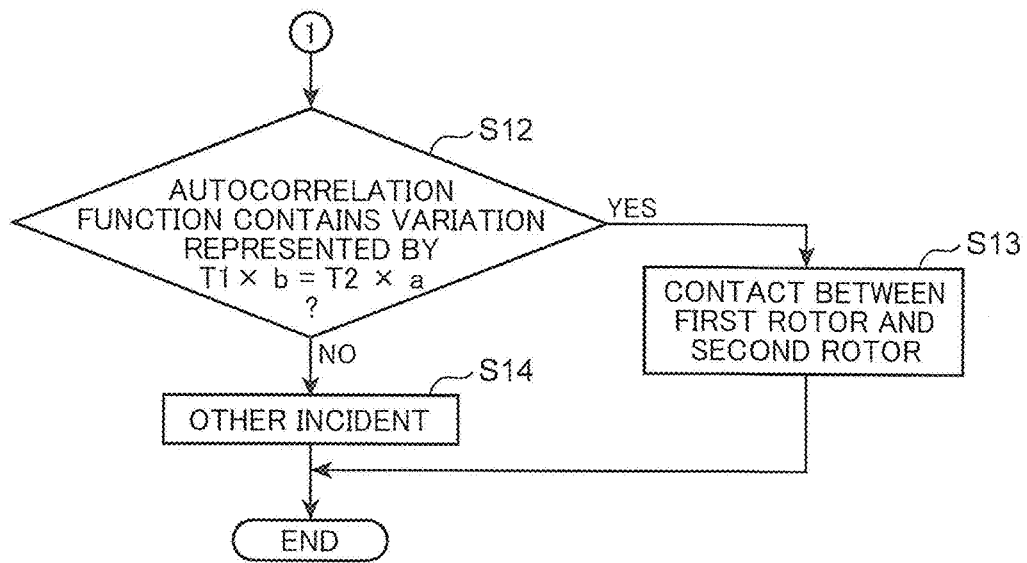 1
S12
AUTOCORRELATION
FUNCTION CONTAINS VARIATION
REPRESENTED BY
T1 × b = T2 × a
?
YES
S13
CONTACT BETWEEN
FIRST ROTOR AND
SECOND ROTOR
NO
S14
OTHER INCIDENT
END